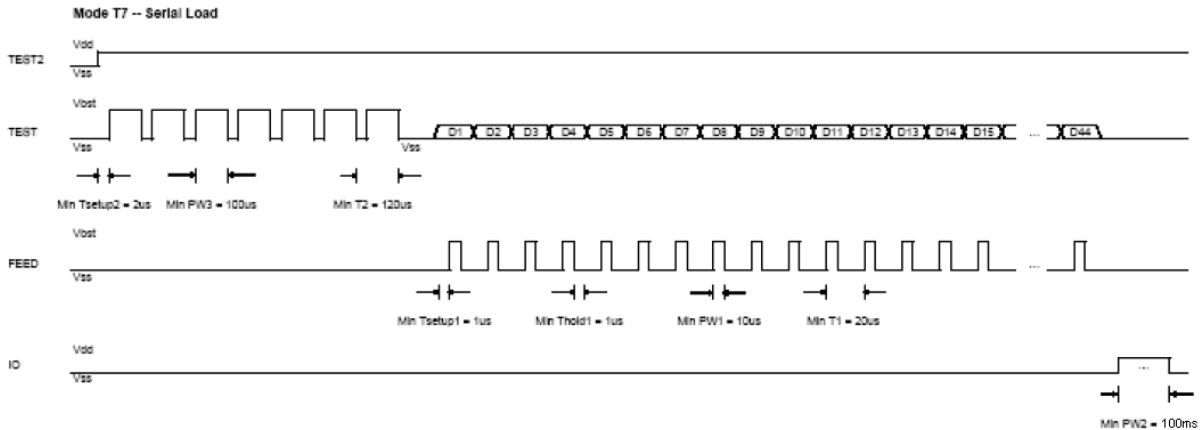 Mode T7 -- Serial Load
Vdd
TEST2
Vss
Vbst
TEST
D1 D2 D3 D4 D5 D6 D7 D8 D9 D10 D11 D12 D13 D14 D15 ... D44
Vss
Vss
Min Tsetup2 = 2us
Min PW3 = 100us
Min T2 = 120us
Vbst
FEED
Vss
...
Min Tsetup1 = 1us
Min Thold1 = 1us
Min PW1 = 10us
Min T1 = 20us
Vdd
IO
Vss
...
Min PW2 = 100ms